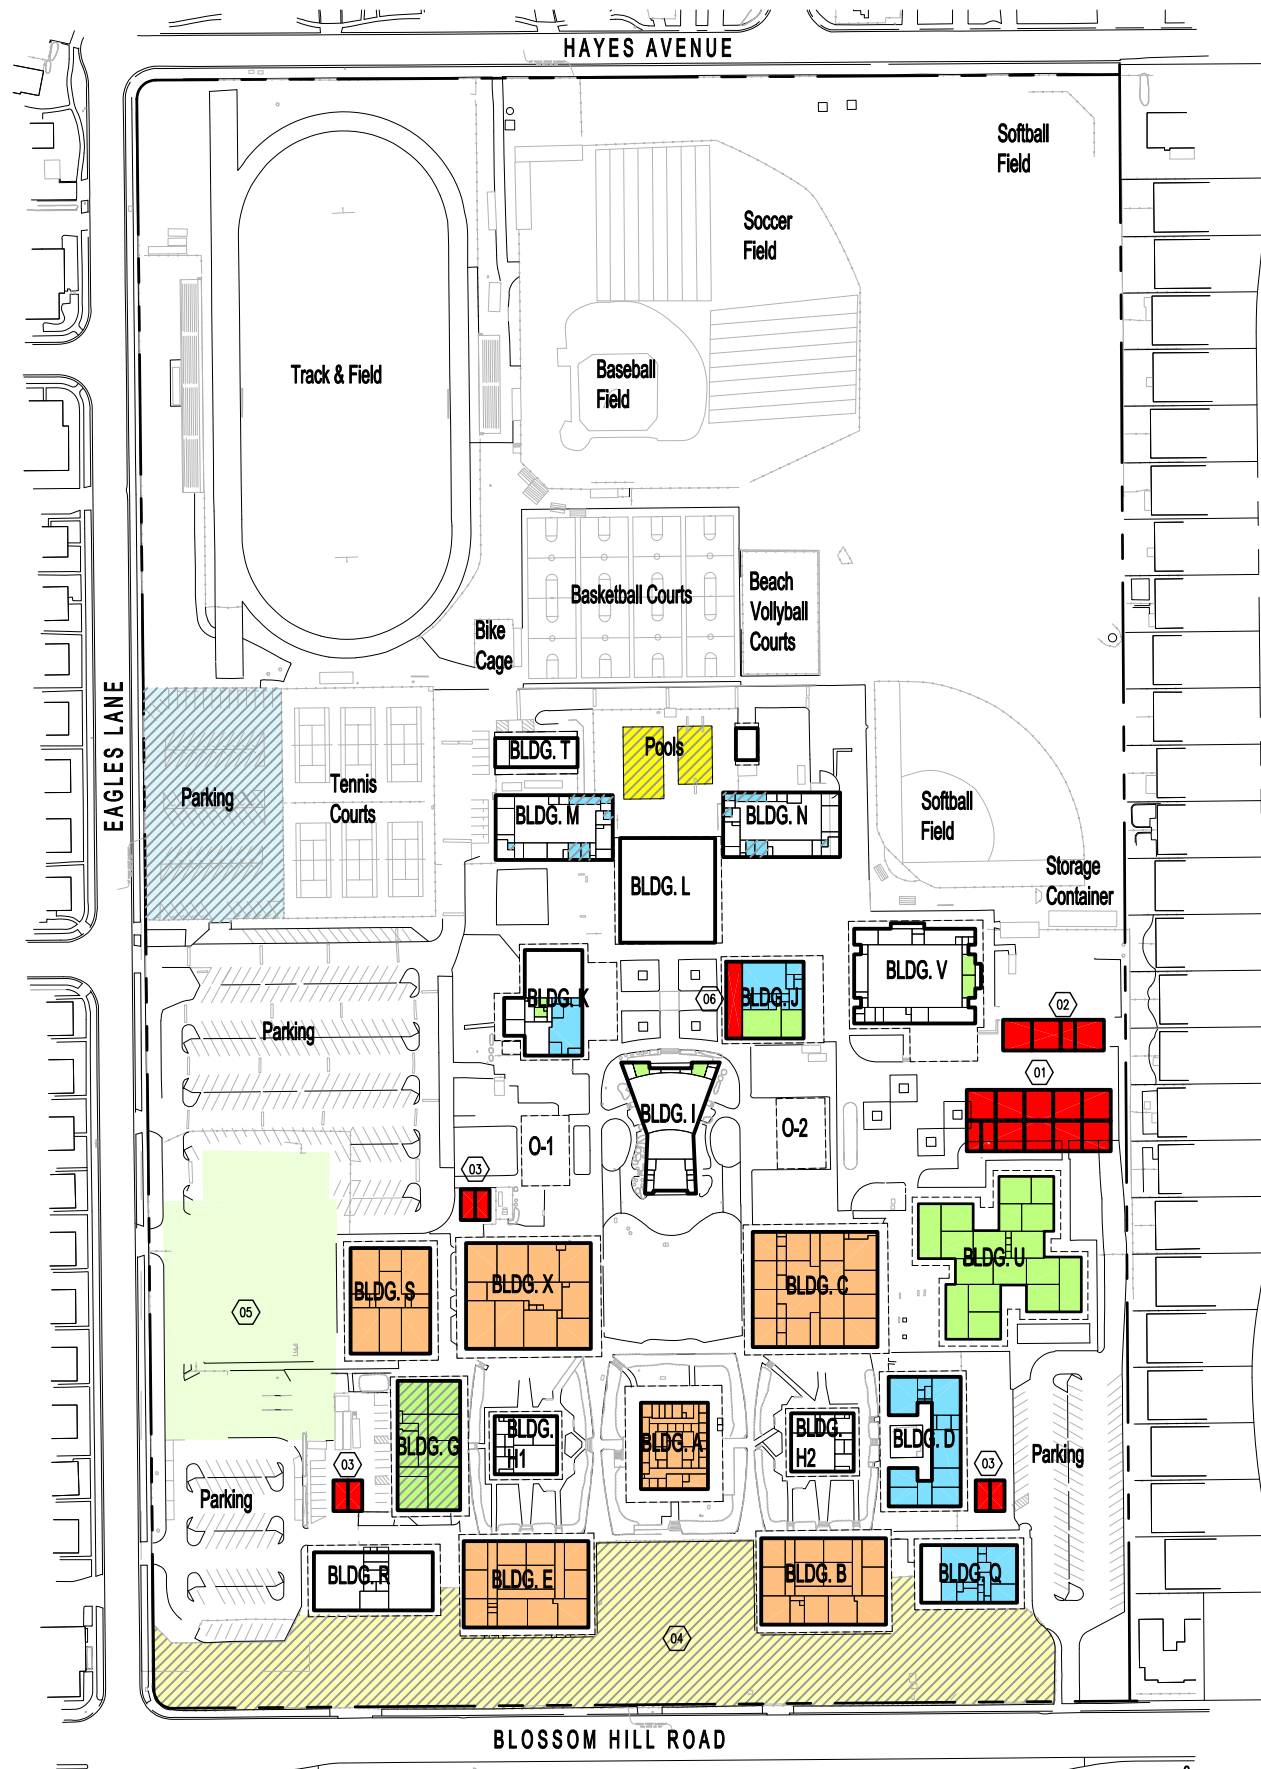 HAYES AVENUE
Softball
Field
Soccer
Field
Track & Field
Baseball
Field
Basketball Courts
Beach
Vollyball
Courts
Bike
Cage
EAGLES LANE
BLDG. T
Pools
Parking
Tennis
Courts
BLDG. M
BLDG. N
Softball
Field
BLDG. L
Storage
Container
BLDG. V
BLDG. K
06
BLDG. J
02
Parking
01
BLDG. I
O-1
O-2
03
BLDG. U
BLDG. S
BLDG. X
BLDG. C
05
BLDG. G
BLDG.
H1
BLDG. A
BLDG.
H2
BLDG. D
Parking
03
03
Parking
BLDG. R
BLDG. E
BLDG. B
BLDG. Q
04
BLOSSOM HILL ROAD